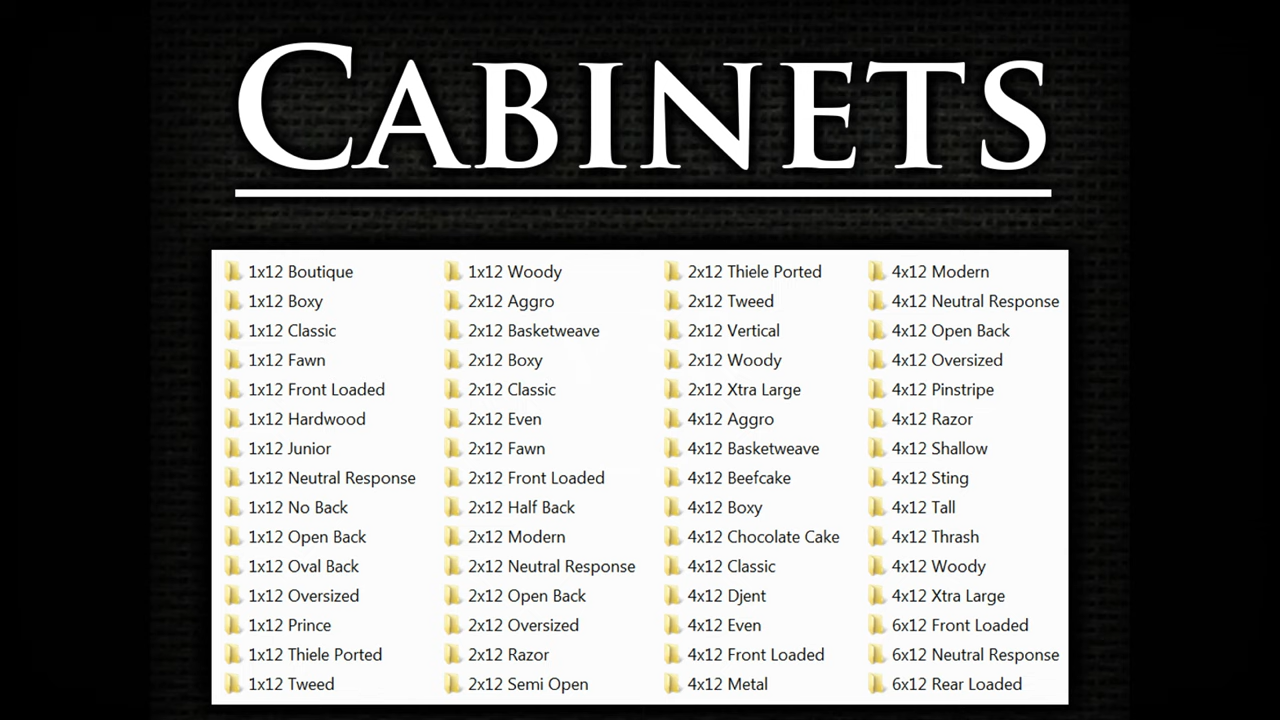 CABINETS
1x12 Boutique
1x12 Boxy
1x12 Classic
1x12 Fawn
1x12 Front Loaded
1x12 Hardwood
1x12 Junior
1x12 Neutral Response
1x12 No Back
1x12 Open Back
1x12 Oval Back
1x12 Oversized
1x12 Prince
1x12 Thiele Ported
1x12 Tweed
1x12 Woody
2x12 Aggro
2x12 Basketweave
2x12 Boxy
2x12 Classic
2x12 Even
2x12 Fawn
2x12 Front Loaded
2x12 Half Back
2x12 Modern
2x12 Neutral Response
2x12 Open Back
2x12 Oversized
2x12 Razor
2x12 Semi Open
2x12 Thiele Ported
2x12 Tweed
2x12 Vertical
2x12 Woody
2x12 Xtra Large
4x12 Aggro
4x12 Basketweave
4x12 Beefcake
4x12 Boxy
4x12 Chocolate Cake
4x12 Classic
4x12 Djent
4x12 Even
4x12 Front Loaded
4x12 Metal
4x12 Modern
4x12 Neutral Response
4x12 Open Back
4x12 Oversized
4x12 Pinstripe
4x12 Razor
4x12 Shallow
4x12 Sting
4x12 Tall
4x12 Thrash
4x12 Woody
4x12 Xtra Large
6x12 Front Loaded
6x12 Neutral Response
6x12 Rear Loaded